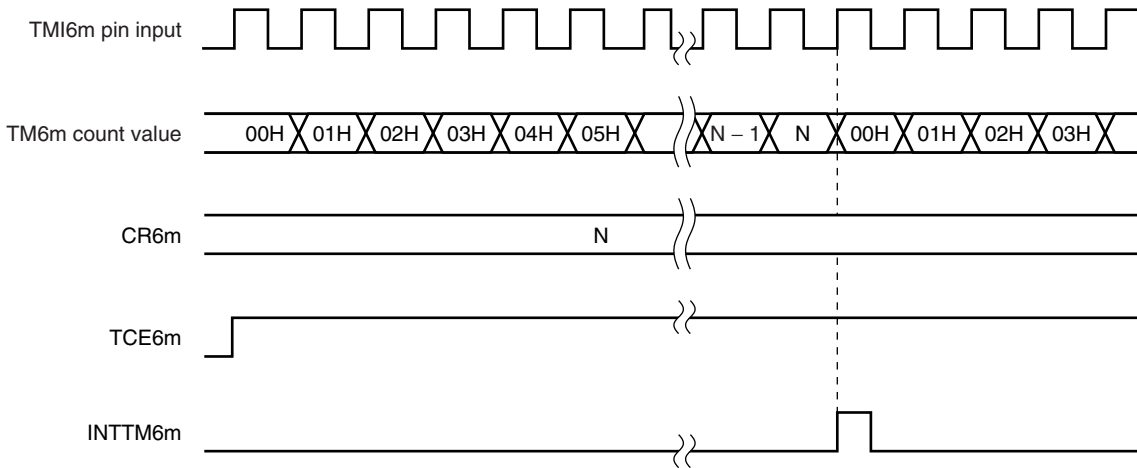 TMI6m pin input
TM6m count value 00H 01H 02H 03H 04H 05H N − 1 N 00H 01H 02H 03H
CR6m N
TCE6m
INTTM6m